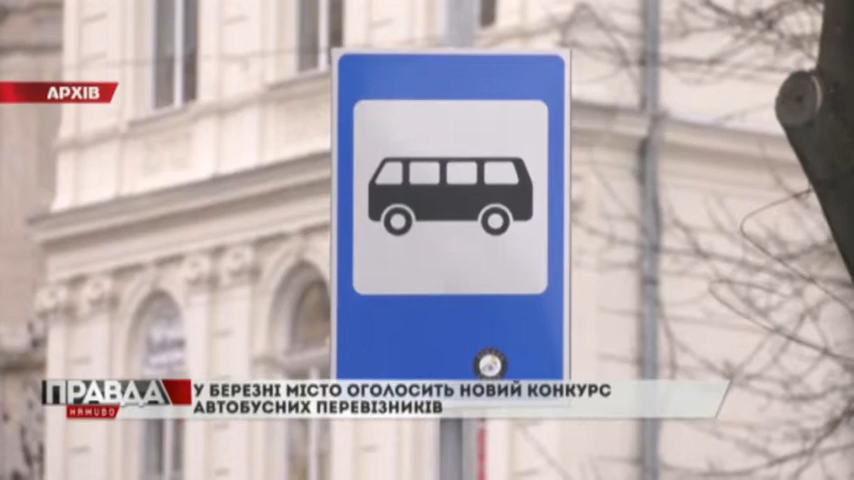 АРХІВ
ПРАВДА
НАЖИВО
У БЕРЕЗНІ МІСТО ОГОЛОСИТЬ НОВИЙ КОНКУРС
АВТОБУСНИХ ПЕРЕВІЗНИКІВ